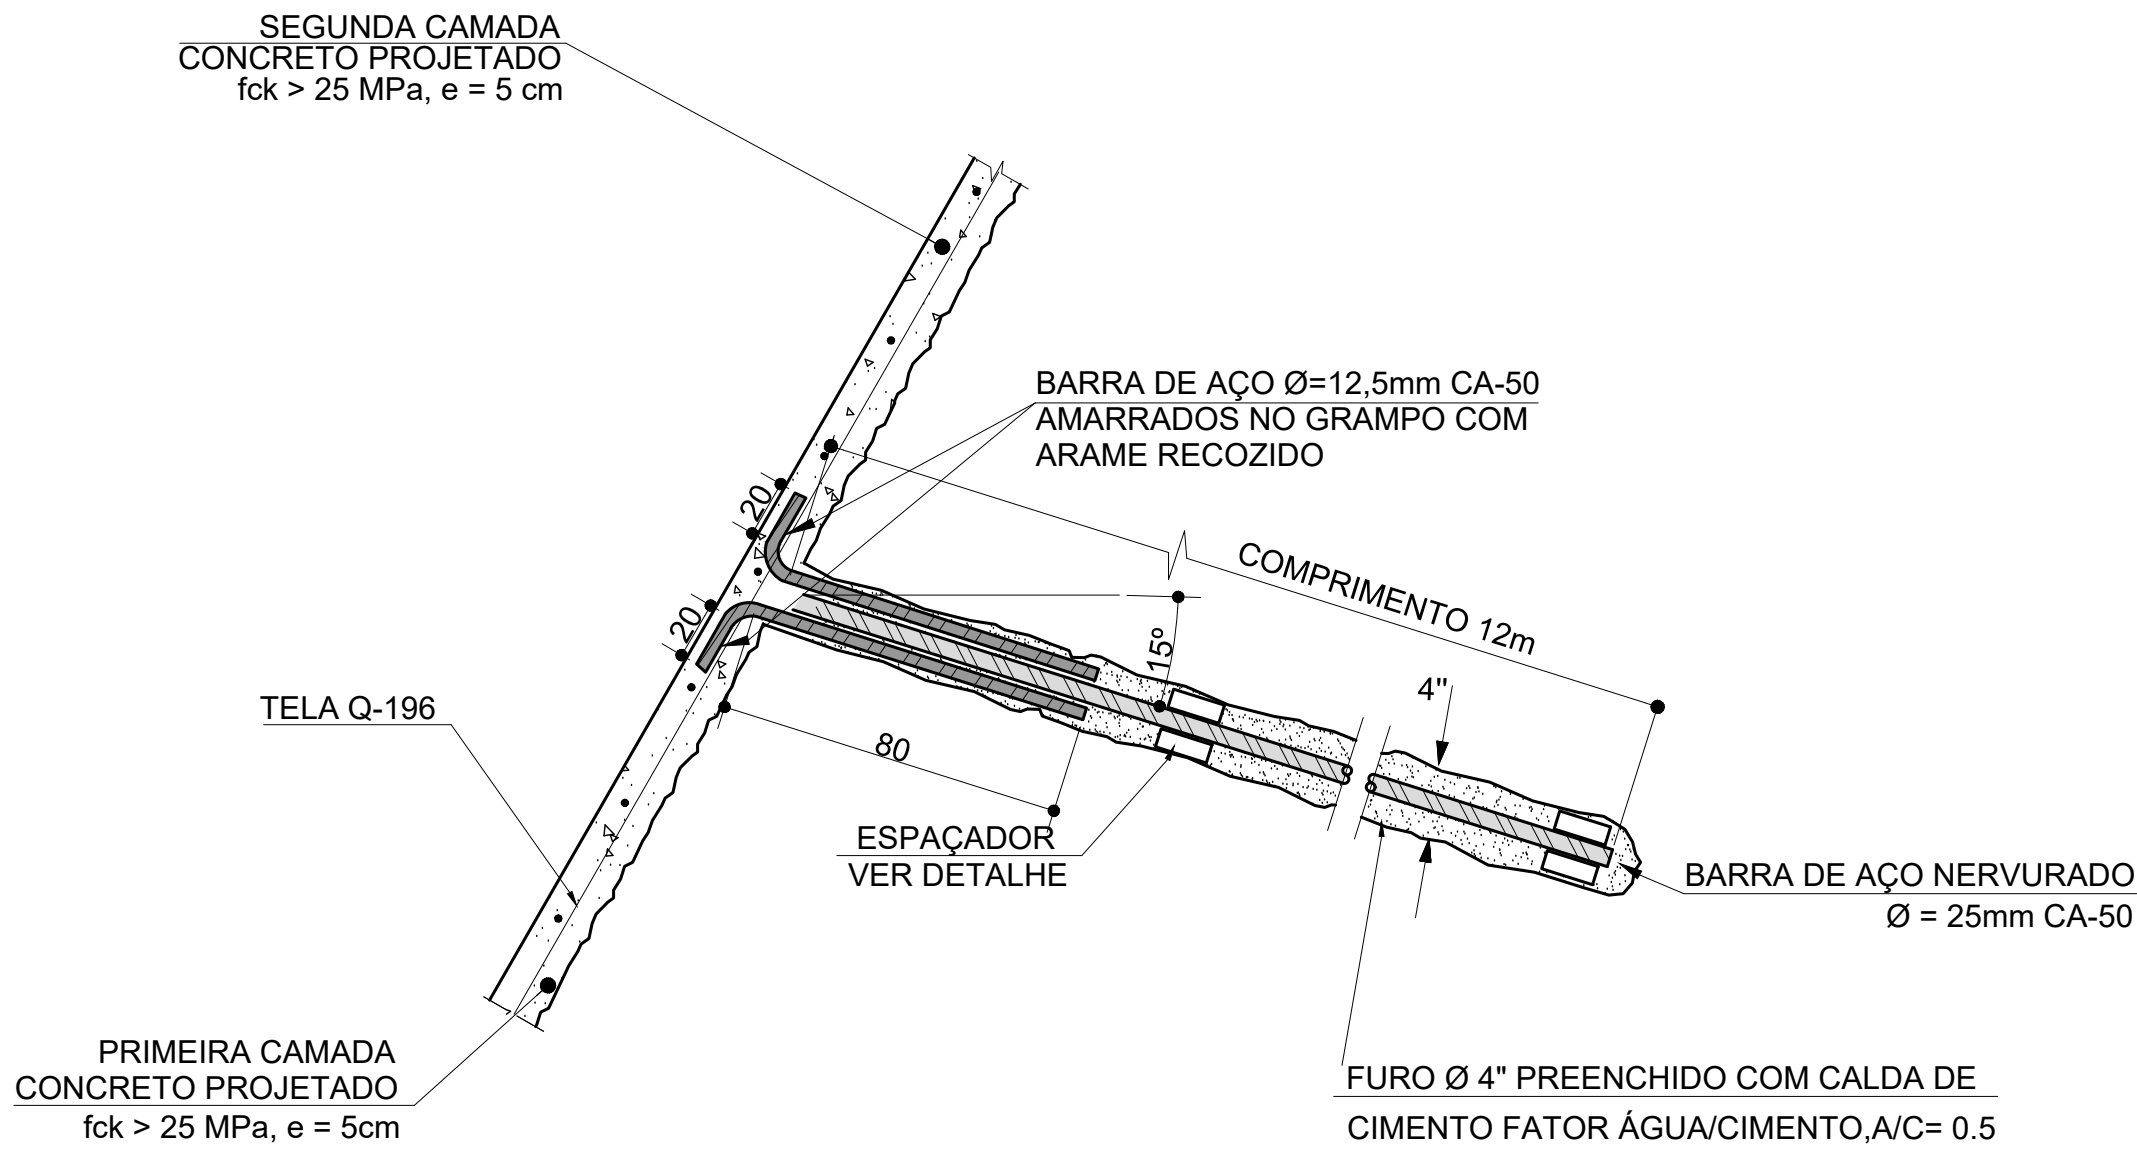 SEGUNDA CAMADA
CONCRETO PROJETADO
fck > 25 MPa, e = 5 cm
BARRA DE AÇO Ø=12,5mm CA-50
AMARRADOS NO GRAMPO COM
ARAME RECOZIDO
20
20
COMPRIMENTO 12m
15º
4"
TELA Q-196
80
ESPAÇADOR
VER DETALHE
BARRA DE AÇO NERVURADO
Ø = 25mm CA-50
PRIMEIRA CAMADA
CONCRETO PROJETADO
fck > 25 MPa, e = 5cm
FURO Ø 4" PREENCHIDO COM CALDA DE
CIMENTO FATOR ÁGUA/CIMENTO,A/C= 0.5